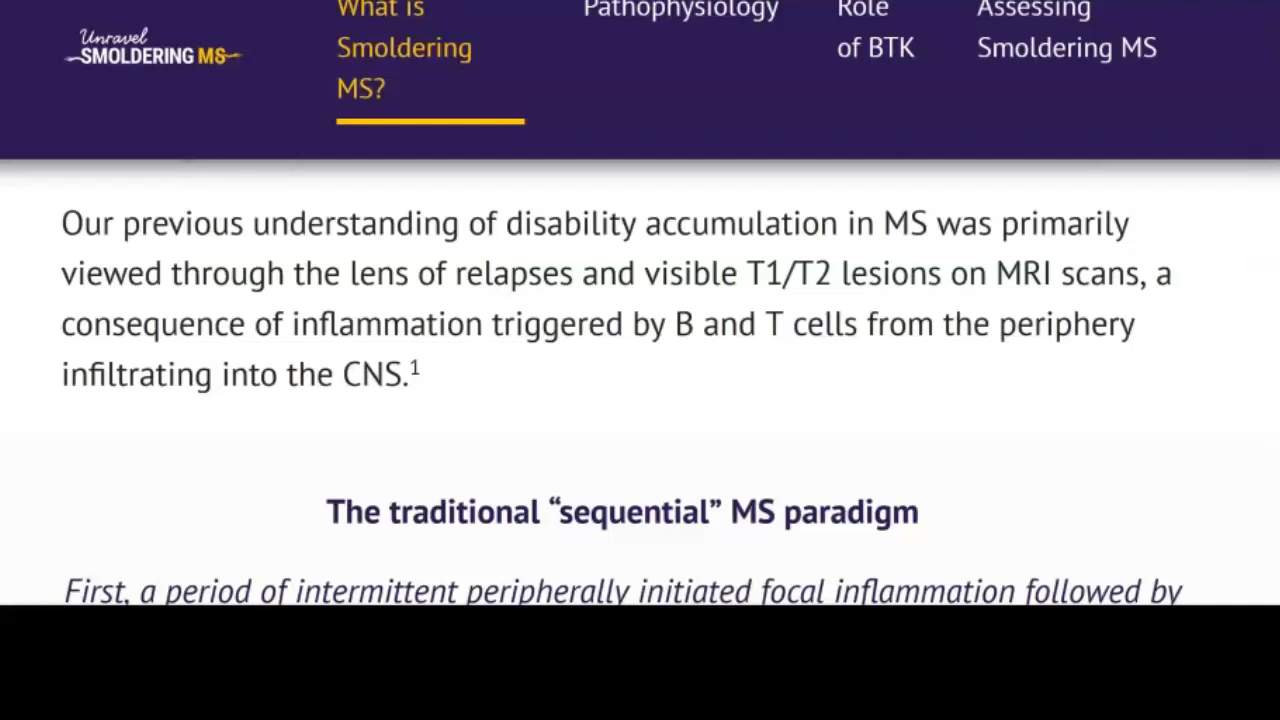 Unravel
SMOLDERING MS
What is
Smoldering
MS?
Pathophysiology
Role
of BTK
Assessing
Smoldering MS
Our previous understanding of disability accumulation in MS was primarily
viewed through the lens of relapses and visible T1/T2 lesions on MRI scans, a
consequence of inflammation triggered by B and T cells from the periphery
infiltrating into the CNS.¹
The traditional “sequential” MS paradigm
First, a period of intermittent peripherally initiated focal inflammation followed by